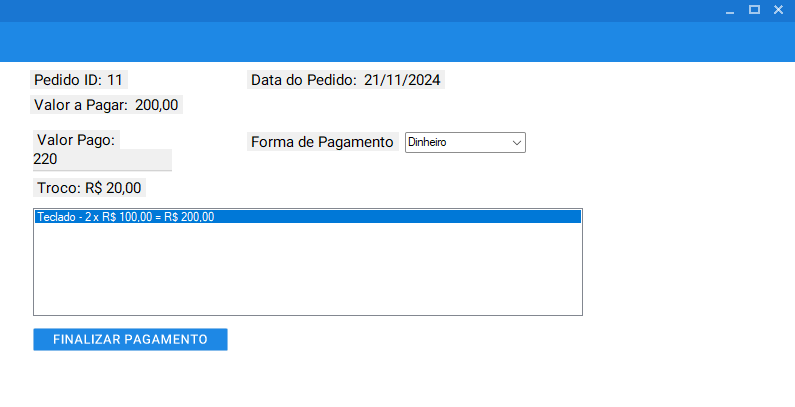 Pedido ID: 11
Data do Pedido: 21/11/2024
Valor a Pagar: 200,00
Valor Pago:
220
Forma de Pagamento
Dinheiro
Troco: R$ 20,00
Teclado - 2 x R$ 100,00 = R$ 200,00
FINALIZAR PAGAMENTO